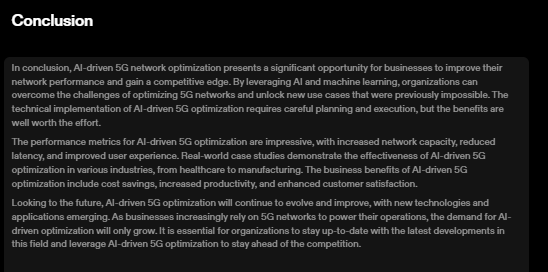 Conclusion
In conclusion, AI-driven 5G network optimization presents a significant opportunity for businesses to improve their
network performance and gain a competitive edge. By leveraging AI and machine learning, organizations can
overcome the challenges of optimizing 5G networks and unlock new use cases that were previously impossible. The
technical implementation of AI-driven 5G optimization requires careful planning and execution, but the benefits are
well worth the effort.
The performance metrics for AI-driven 5G optimization are impressive, with increased network capacity, reduced
latency, and improved user experience. Real-world case studies demonstrate the effectiveness of AI-driven 5G
optimization in various industries, from healthcare to manufacturing. The business benefits of AI-driven 5G
optimization include cost savings, increased productivity, and enhanced customer satisfaction.
Looking to the future, AI-driven 5G optimization will continue to evolve and improve, with new technologies and
applications emerging. As businesses increasingly rely on 5G networks to power their operations, the demand for AI-
driven optimization will only grow. It is essential for organizations to stay up-to-date with the latest developments in
this field and leverage AI-driven 5G optimization to stay ahead of the competition.